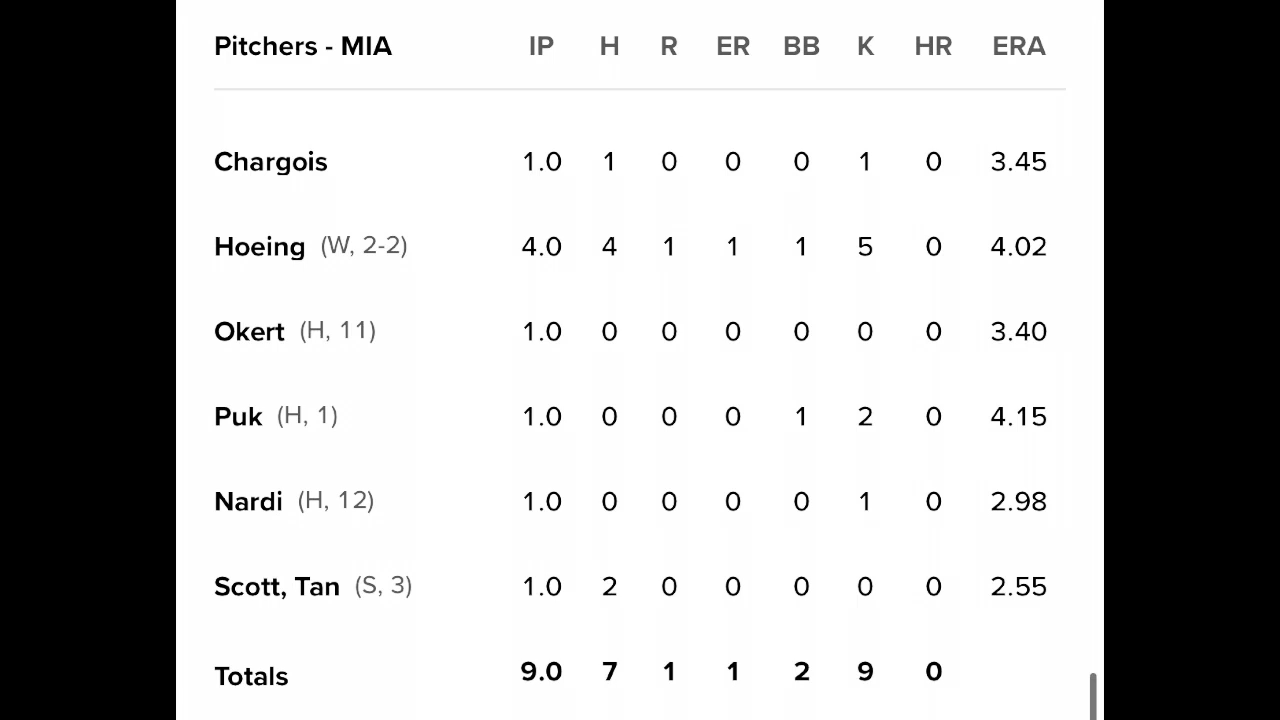 Pitchers - MIA IP H R ER BB K HR ERA
Chargois 1.0 1 0 0 0 1 0 3.45
Hoeing (W, 2-2) 4.0 4 1 1 1 5 0 4.02
Okert (H, 11) 1.0 0 0 0 0 0 0 3.40
Puk (H, 1) 1.0 0 0 0 1 2 0 4.15
Nardi (H, 12) 1.0 0 0 0 0 1 0 2.98
Scott, Tan (S, 3) 1.0 2 0 0 0 0 0 2.55
Totals 9.0 7 1 1 2 9 0